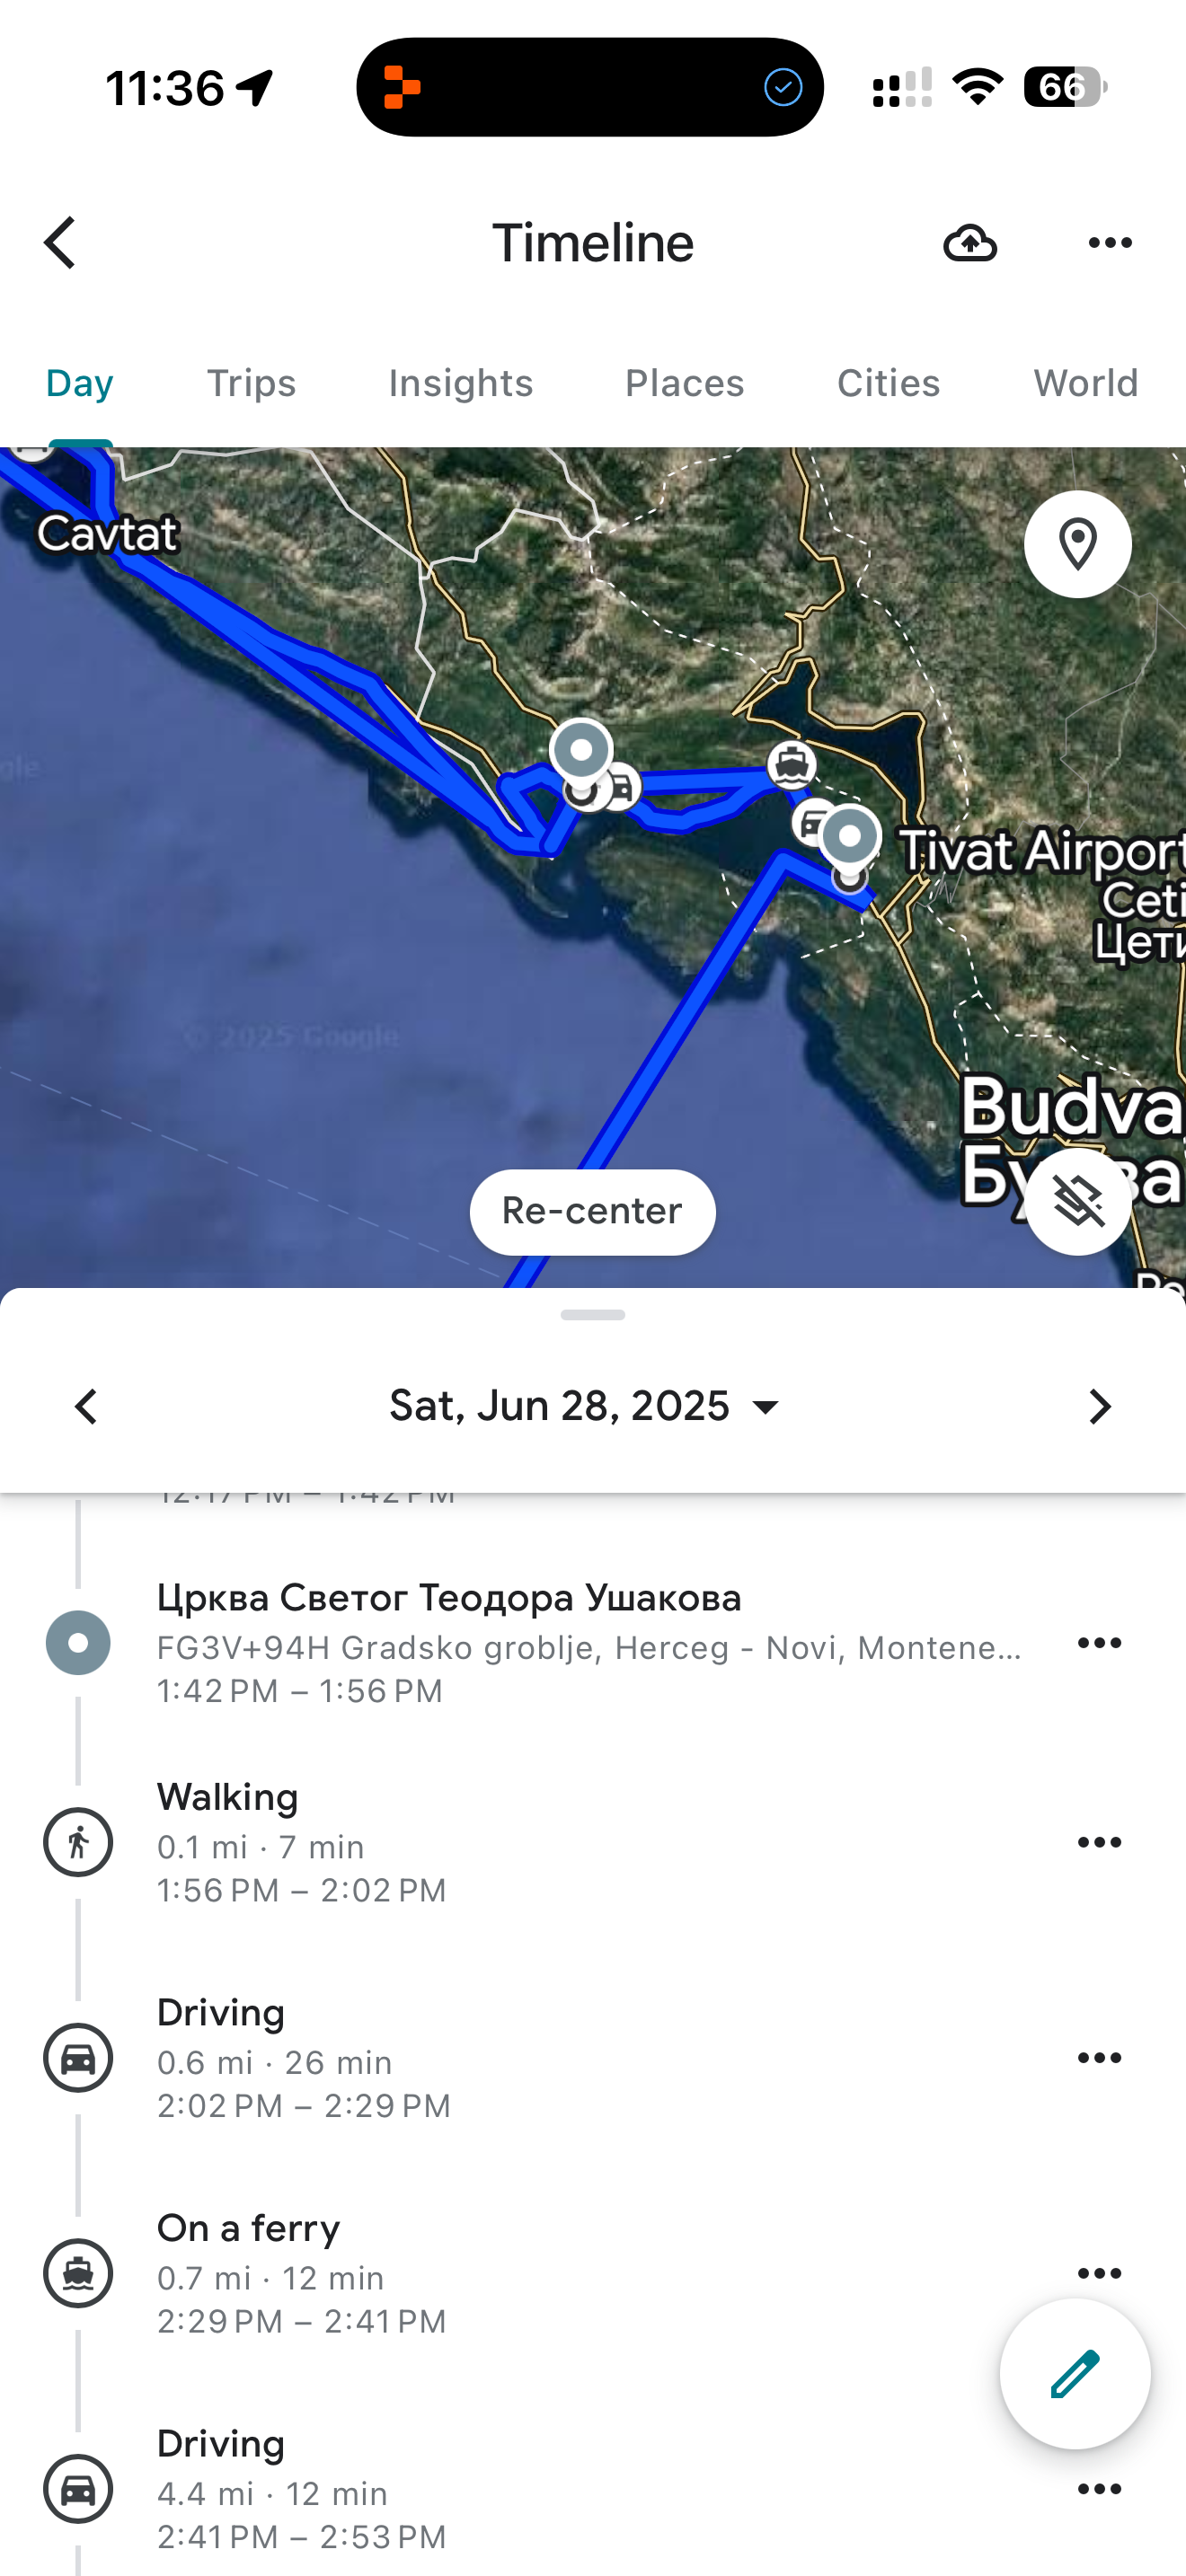 11:36
66
Timeline
Day Trips Insights Places Cities World
Cavtat
Tivat Airport
Ceti
Цети
© 2025 Google
Budva
Re-center
Sat, Jun 28, 2025
12:17 PM – 1:42 PM
Црква Светог Теодора Ушакова
FG3V+94H Gradsko groblje, Herceg - Novi, Montene...
1:42 PM – 1:56 PM
Walking
0.1 mi · 7 min
1:56 PM – 2:02 PM
Driving
0.6 mi · 26 min
2:02 PM – 2:29 PM
On a ferry
0.7 mi · 12 min
2:29 PM – 2:41 PM
Driving
4.4 mi · 12 min
2:41 PM – 2:53 PM